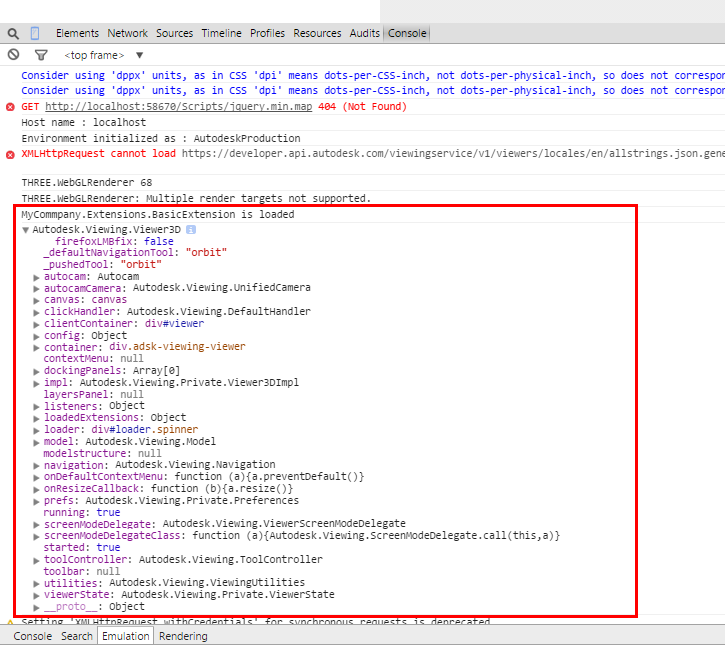 Elements Network Sources Timeline Profiles Resources Audits Console
<top frame> ▼
Consider using 'dppx' units, as in CSS 'dpi' means dots-per-CSS-inch, not dots-per-physical-inch, so does not correspon
Consider using 'dppx' units, as in CSS 'dpi' means dots-per-CSS-inch, not dots-per-physical-inch, so does not correspon
GET http://localhost:58670/Scripts/jquery.min.map 404 (Not Found)
Host name : localhost
Environment initialized as : AutodeskProduction
XMLHttpRequest cannot load https://developer.api.autodesk.com/viewingservice/v1/viewers/locales/en/allstrings.json.gene
THREE.WebGLRenderer 68
THREE.WebGLRenderer: Multiple render targets not supported.
MyCommpany.Extensions.BasicExtension is loaded
▼ Autodesk.Viewing.Viewer3D i
_firefoxLMBfix: false
_defaultNavigationTool: "orbit"
_pushedTool: "orbit"
▶ autocam: Autocam
▶ autocamCamera: Autodesk.Viewing.UnifiedCamera
▶ canvas: canvas
▶ clickHandler: Autodesk.Viewing.DefaultHandler
▶ clientContainer: div#viewer
▶ config: Object
▶ container: div.adsk-viewing-viewer
contextMenu: null
▶ dockingPanels: Array[0]
▶ impl: Autodesk.Viewing.Private.Viewer3DImpl
layersPanel: null
▶ listeners: Object
▶ loadedExtensions: Object
▶ loader: div#loader.spinner
▶ model: Autodesk.Viewing.Model
modelstructure: null
▶ navigation: Autodesk.Viewing.Navigation
▶ onDefaultContextMenu: function (a){a.preventDefault()}
▶ onResizeCallback: function (b){a.resize()}
▶ prefs: Autodesk.Viewing.Private.Preferences
running: true
▶ screenModeDelegate: Autodesk.Viewing.ViewerScreenModeDelegate
▶ screenModeDelegateClass: function (a){Autodesk.Viewing.ScreenModeDelegate.call(this,a)}
started: true
▶ toolController: Autodesk.Viewing.ToolController
toolbar: null
▶ utilities: Autodesk.Viewing.ViewingUtilities
▶ viewerState: Autodesk.Viewing.Private.ViewerState
▶ __proto__: Object
Setting 'XMLHttpRequest.withCredentials' for synchronous requests is deprecated.
Console Search Emulation Rendering